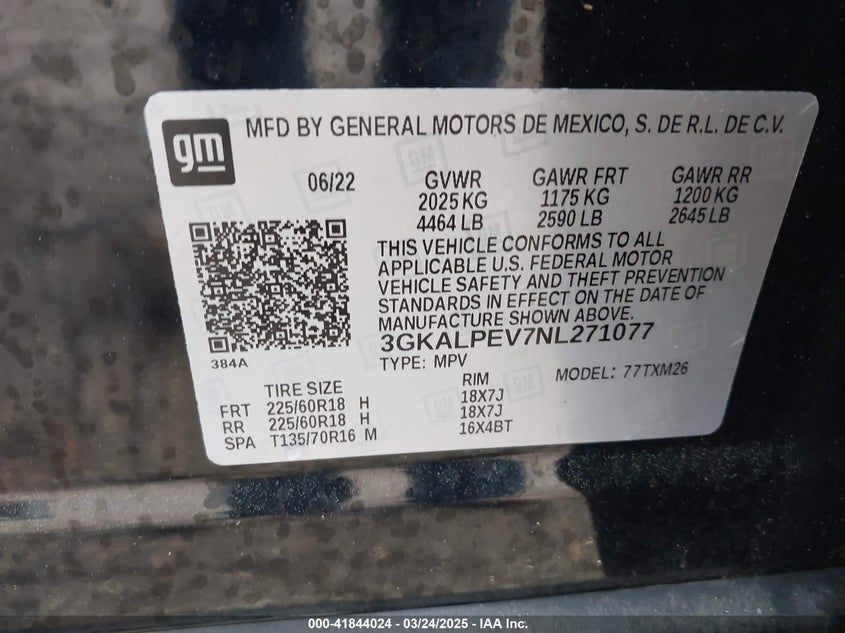 gm
MFD BY GENERAL MOTORS DE MEXICO, S. DE R.L. DE C.V.
06/22 GVWR GAWR FRT GAWR RR
2025 KG 1175 KG 1200 KG
4464 LB 2590 LB 2645 LB
THIS VEHICLE CONFORMS TO ALL
APPLICABLE U.S. FEDERAL MOTOR
VEHICLE SAFETY AND THEFT PREVENTION
STANDARDS IN EFFECT ON THE DATE OF
MANUFACTURE SHOWN ABOVE.
3GKALPEV7NL271077
384A
TYPE: MPV MODEL: 77TXM26
TIRE SIZE RIM
FRT 225/60R18 H 18X7J
RR 225/60R18 H 18X7J
SPA T135/70R16 M 16X4BT
000-41844024 — 03/24/2025 — IAA Inc.